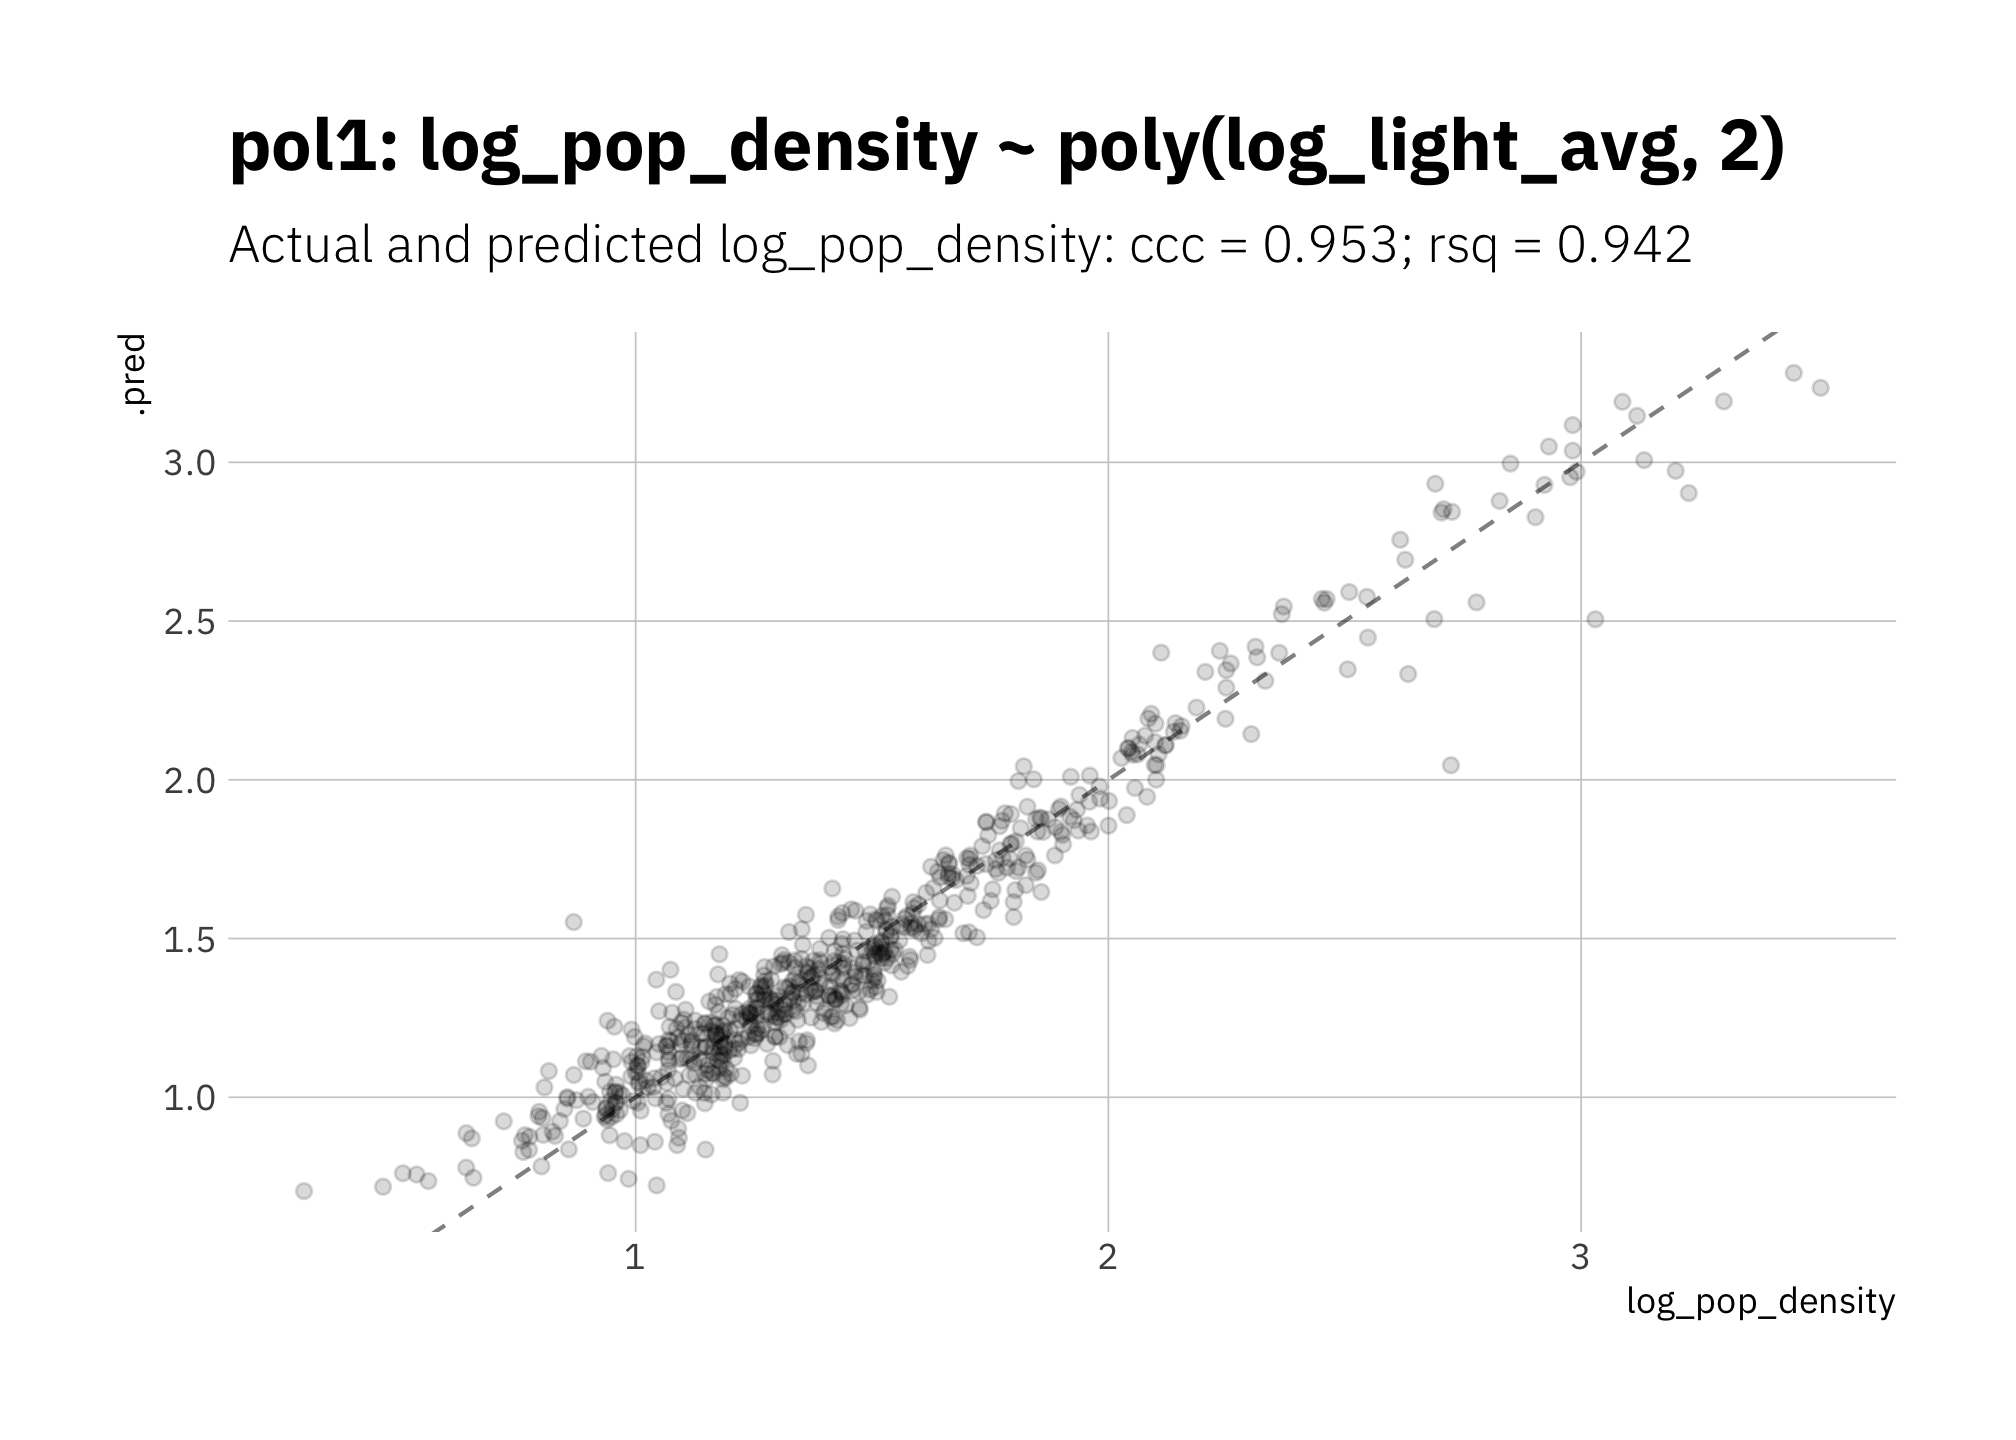 pol1: log_pop_density ~ poly(log_light_avg, 2)
Actual and predicted log_pop_density: ccc = 0.953; rsq = 0.942
.pred
3.0
2.5
2.0
1.5
1.0
1 2 3
log_pop_density